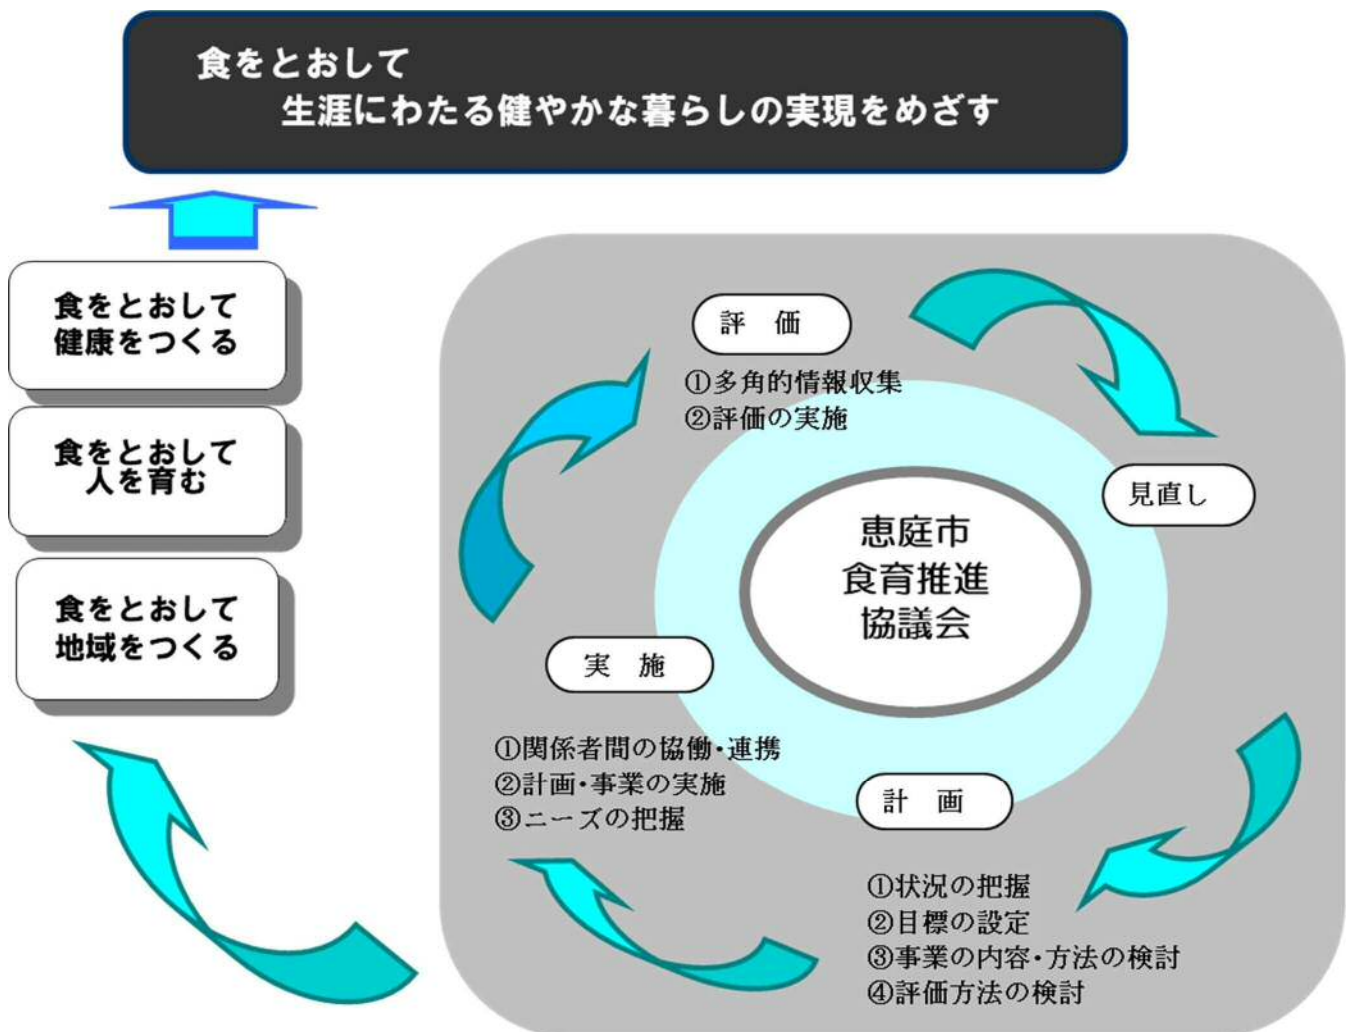 食をとおして
生涯にわたる健やかな暮らしの実現をめざす
食をとおして
健康をつくる
食をとおして
人を育む
食をとおして
地域をつくる
評　価
①多角的情報収集
②評価の実施
見直し
恵庭市
食育推進
協議会
実　施
①関係者間の協働・連携
②計画・事業の実施
③ニーズの把握
計　画
①状況の把握
②目標の設定
③事業の内容・方法の検討
④評価方法の検討